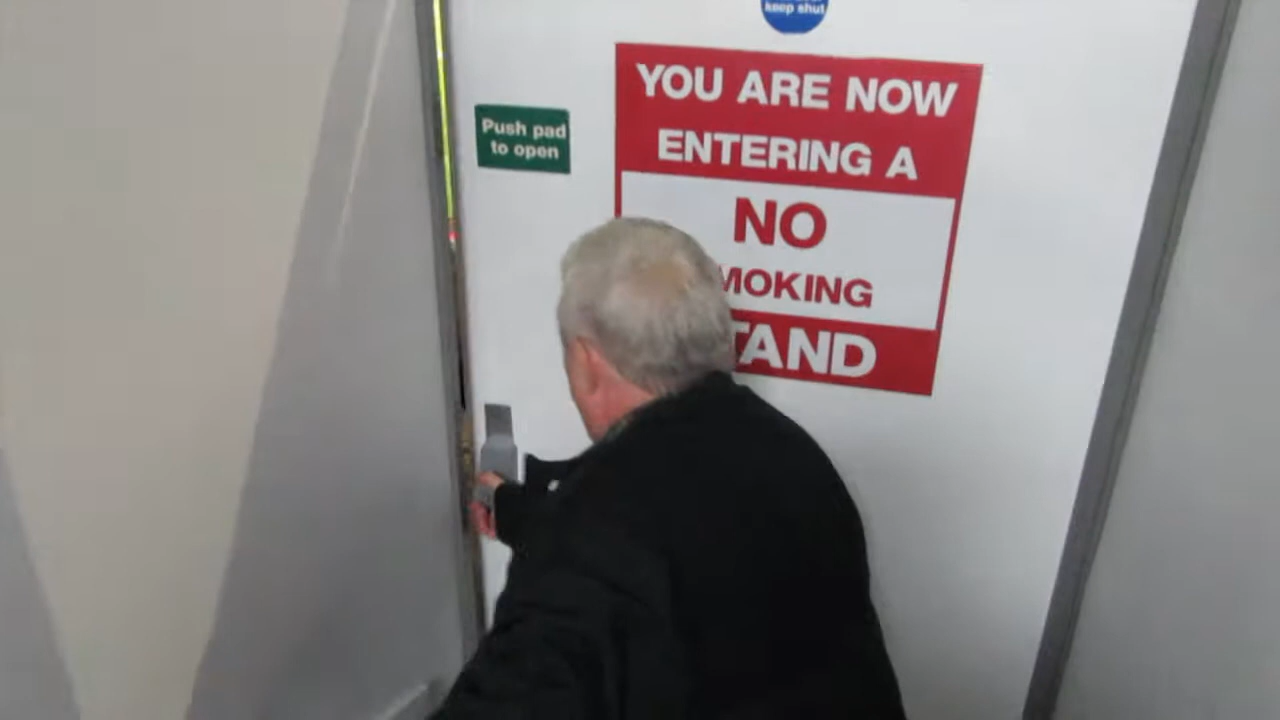 keep shut
YOU ARE NOW
ENTERING A
Push pad
to open
NO
MOKING
TAND